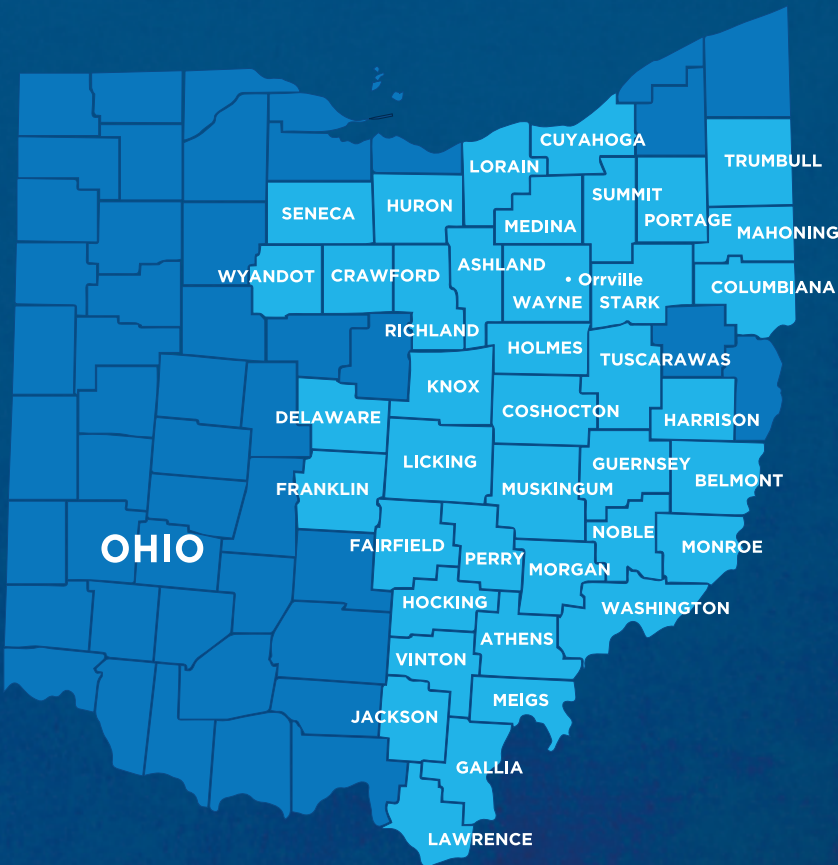 CUYAHOGA
LORAIN
TRUMBULL
SUMMIT
SENECA
HURON
MEDINA
PORTAGE
MAHONING
WYANDOT
CRAWFORD
ASHLAND
• Orrville
COLUMBIANA
WAYNE
STARK
RICHLAND
HOLMES
TUSCARAWAS
KNOX
DELAWARE
COSHOCTON
HARRISON
LICKING
GUERNSEY
BELMONT
FRANKLIN
MUSKINGUM
NOBLE
OHIO
FAIRFIELD
PERRY
MONROE
MORGAN
HOCKING
WASHINGTON
ATHENS
VINTON
MEIGS
JACKSON
GALLIA
LAWRENCE